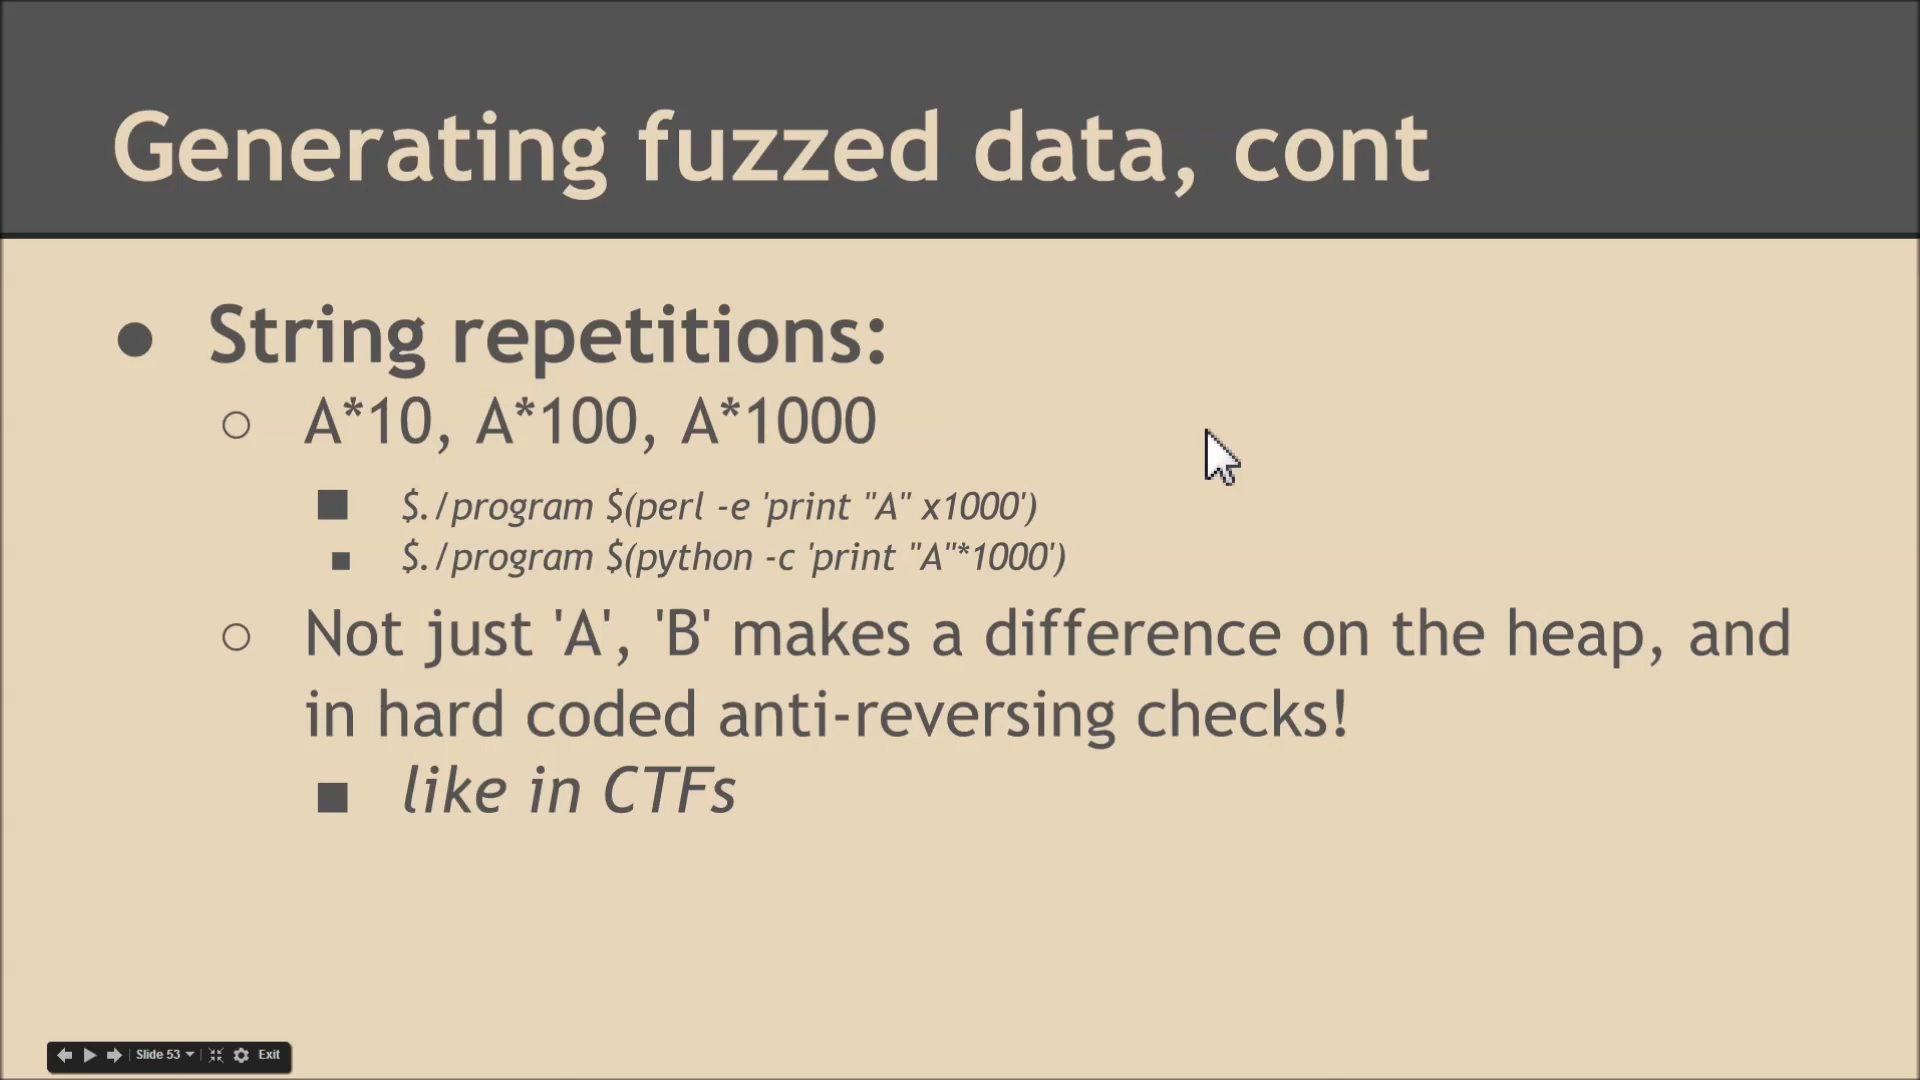 Generating fuzzed data, cont
● String repetitions:
○ A*10, A*100, A*1000
■ $./program $(perl -e 'print "A" x1000')
■ $./program $(python -c 'print "A"*1000')
○ Not just 'A', 'B' makes a difference on the heap, and
in hard coded anti-reversing checks!
■ like in CTFs
Slide 53 Exit